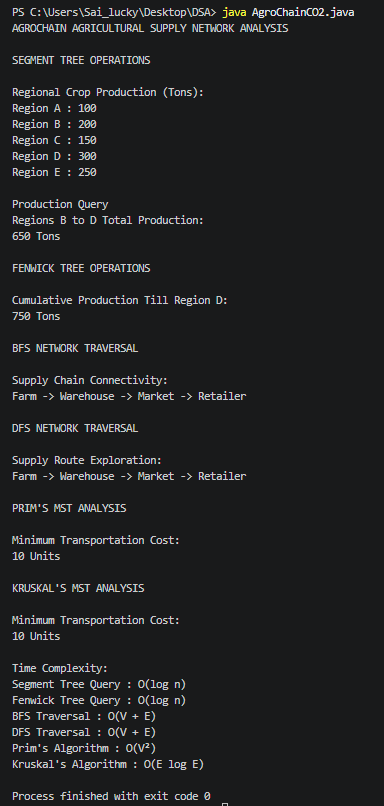 PS C:\Users\Sai_lucky\Desktop\DSA> java AgroChainCO2.java
AGROCHAIN AGRICULTURAL SUPPLY NETWORK ANALYSIS
SEGMENT TREE OPERATIONS
Regional Crop Production (Tons):
Region A : 100
Region B : 200
Region C : 150
Region D : 300
Region E : 250
Production Query
Regions B to D Total Production:
650 Tons
FENWICK TREE OPERATIONS
Cumulative Production Till Region D:
750 Tons
BFS NETWORK TRAVERSAL
Supply Chain Connectivity:
Farm -> Warehouse -> Market -> Retailer
DFS NETWORK TRAVERSAL
Supply Route Exploration:
Farm -> Warehouse -> Market -> Retailer
PRIM'S MST ANALYSIS
Minimum Transportation Cost:
10 Units
KRUSKAL'S MST ANALYSIS
Minimum Transportation Cost:
10 Units
Time Complexity:
Segment Tree Query : O(log n)
Fenwick Tree Query : O(log n)
BFS Traversal : O(V + E)
DFS Traversal : O(V + E)
Prim's Algorithm : O(V²)
Kruskal's Algorithm : O(E log E)
Process finished with exit code 0